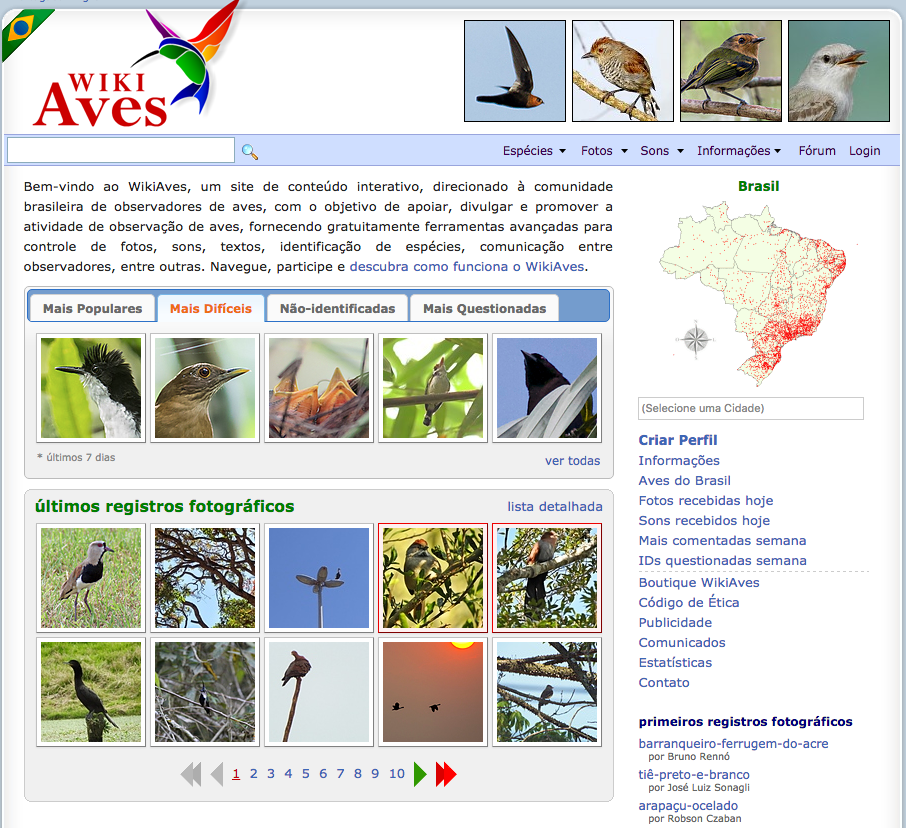 WIKI
Aves
Espécies
Fotos
Sons
Informações
Fórum
Login
Bem-vindo ao WikiAves, um site de conteúdo interativo, direcionado à comunidade
brasileira de observadores de aves, com o objetivo de apoiar, divulgar e promover a
atividade de observação de aves, fornecendo gratuitamente ferramentas avançadas para
controle de fotos, sons, textos, identificação de espécies, comunicação entre
observadores, entre outras. Navegue, participe e descubra como funciona o WikiAves.
Mais Populares
Mais Difíceis
Não-identificadas
Mais Questionadas
* últimos 7 dias
ver todas
últimos registros fotográficos
lista detalhada
1 2 3 4 5 6 7 8 9 10
Brasil
(Selecione uma Cidade)
Criar Perfil
Informações
Aves do Brasil
Fotos recebidas hoje
Sons recebidos hoje
Mais comentadas semana
IDs questionadas semana
Boutique WikiAves
Código de Ética
Publicidade
Comunicados
Estatísticas
Contato
primeiros registros fotográficos
barranqueiro-ferrugem-do-acre
por Bruno Rennó
tiê-preto-e-branco
por José Luiz Sonagli
arapaçu-ocelado
por Robson Czaban